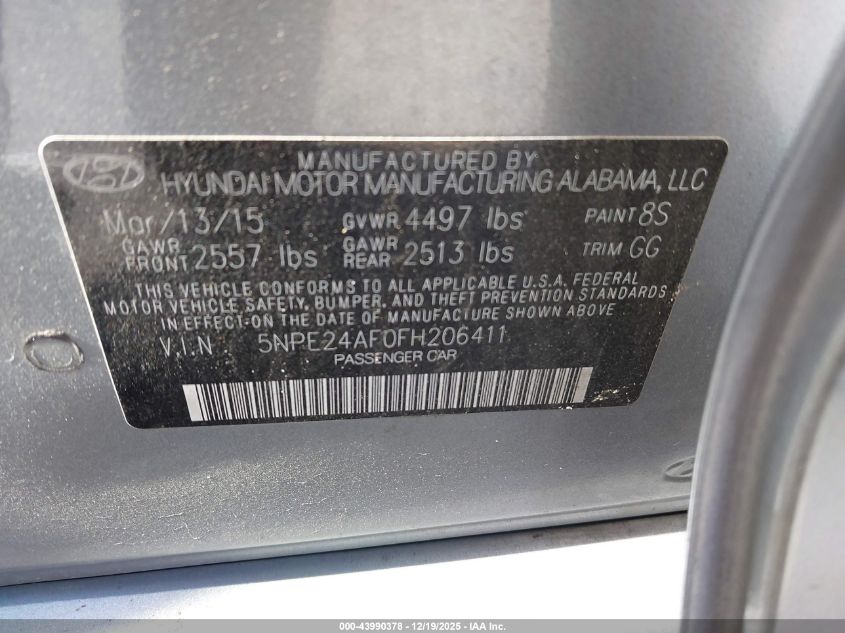 MANUFACTURED BY
HYUNDAI MOTOR MANUFACTURING ALABAMA, LLC
Mar/13/15 GVWR 4497 lbs PAINT 8S
GAWR FRONT 2557 lbs GAWR REAR 2513 lbs TRIM GG
THIS VEHICLE CONFORMS TO ALL APPLICABLE U.S.A. FEDERAL
MOTOR VEHICLE SAFETY, BUMPER, AND THEFT PREVENTION STANDARDS
IN EFFECT ON THE DATE OF MANUFACTURE SHOWN ABOVE.
V.I.N 5NPE24AF0FH206411
PASSENGER CAR
000-43990378 - 12/19/2025 - IAA Inc.